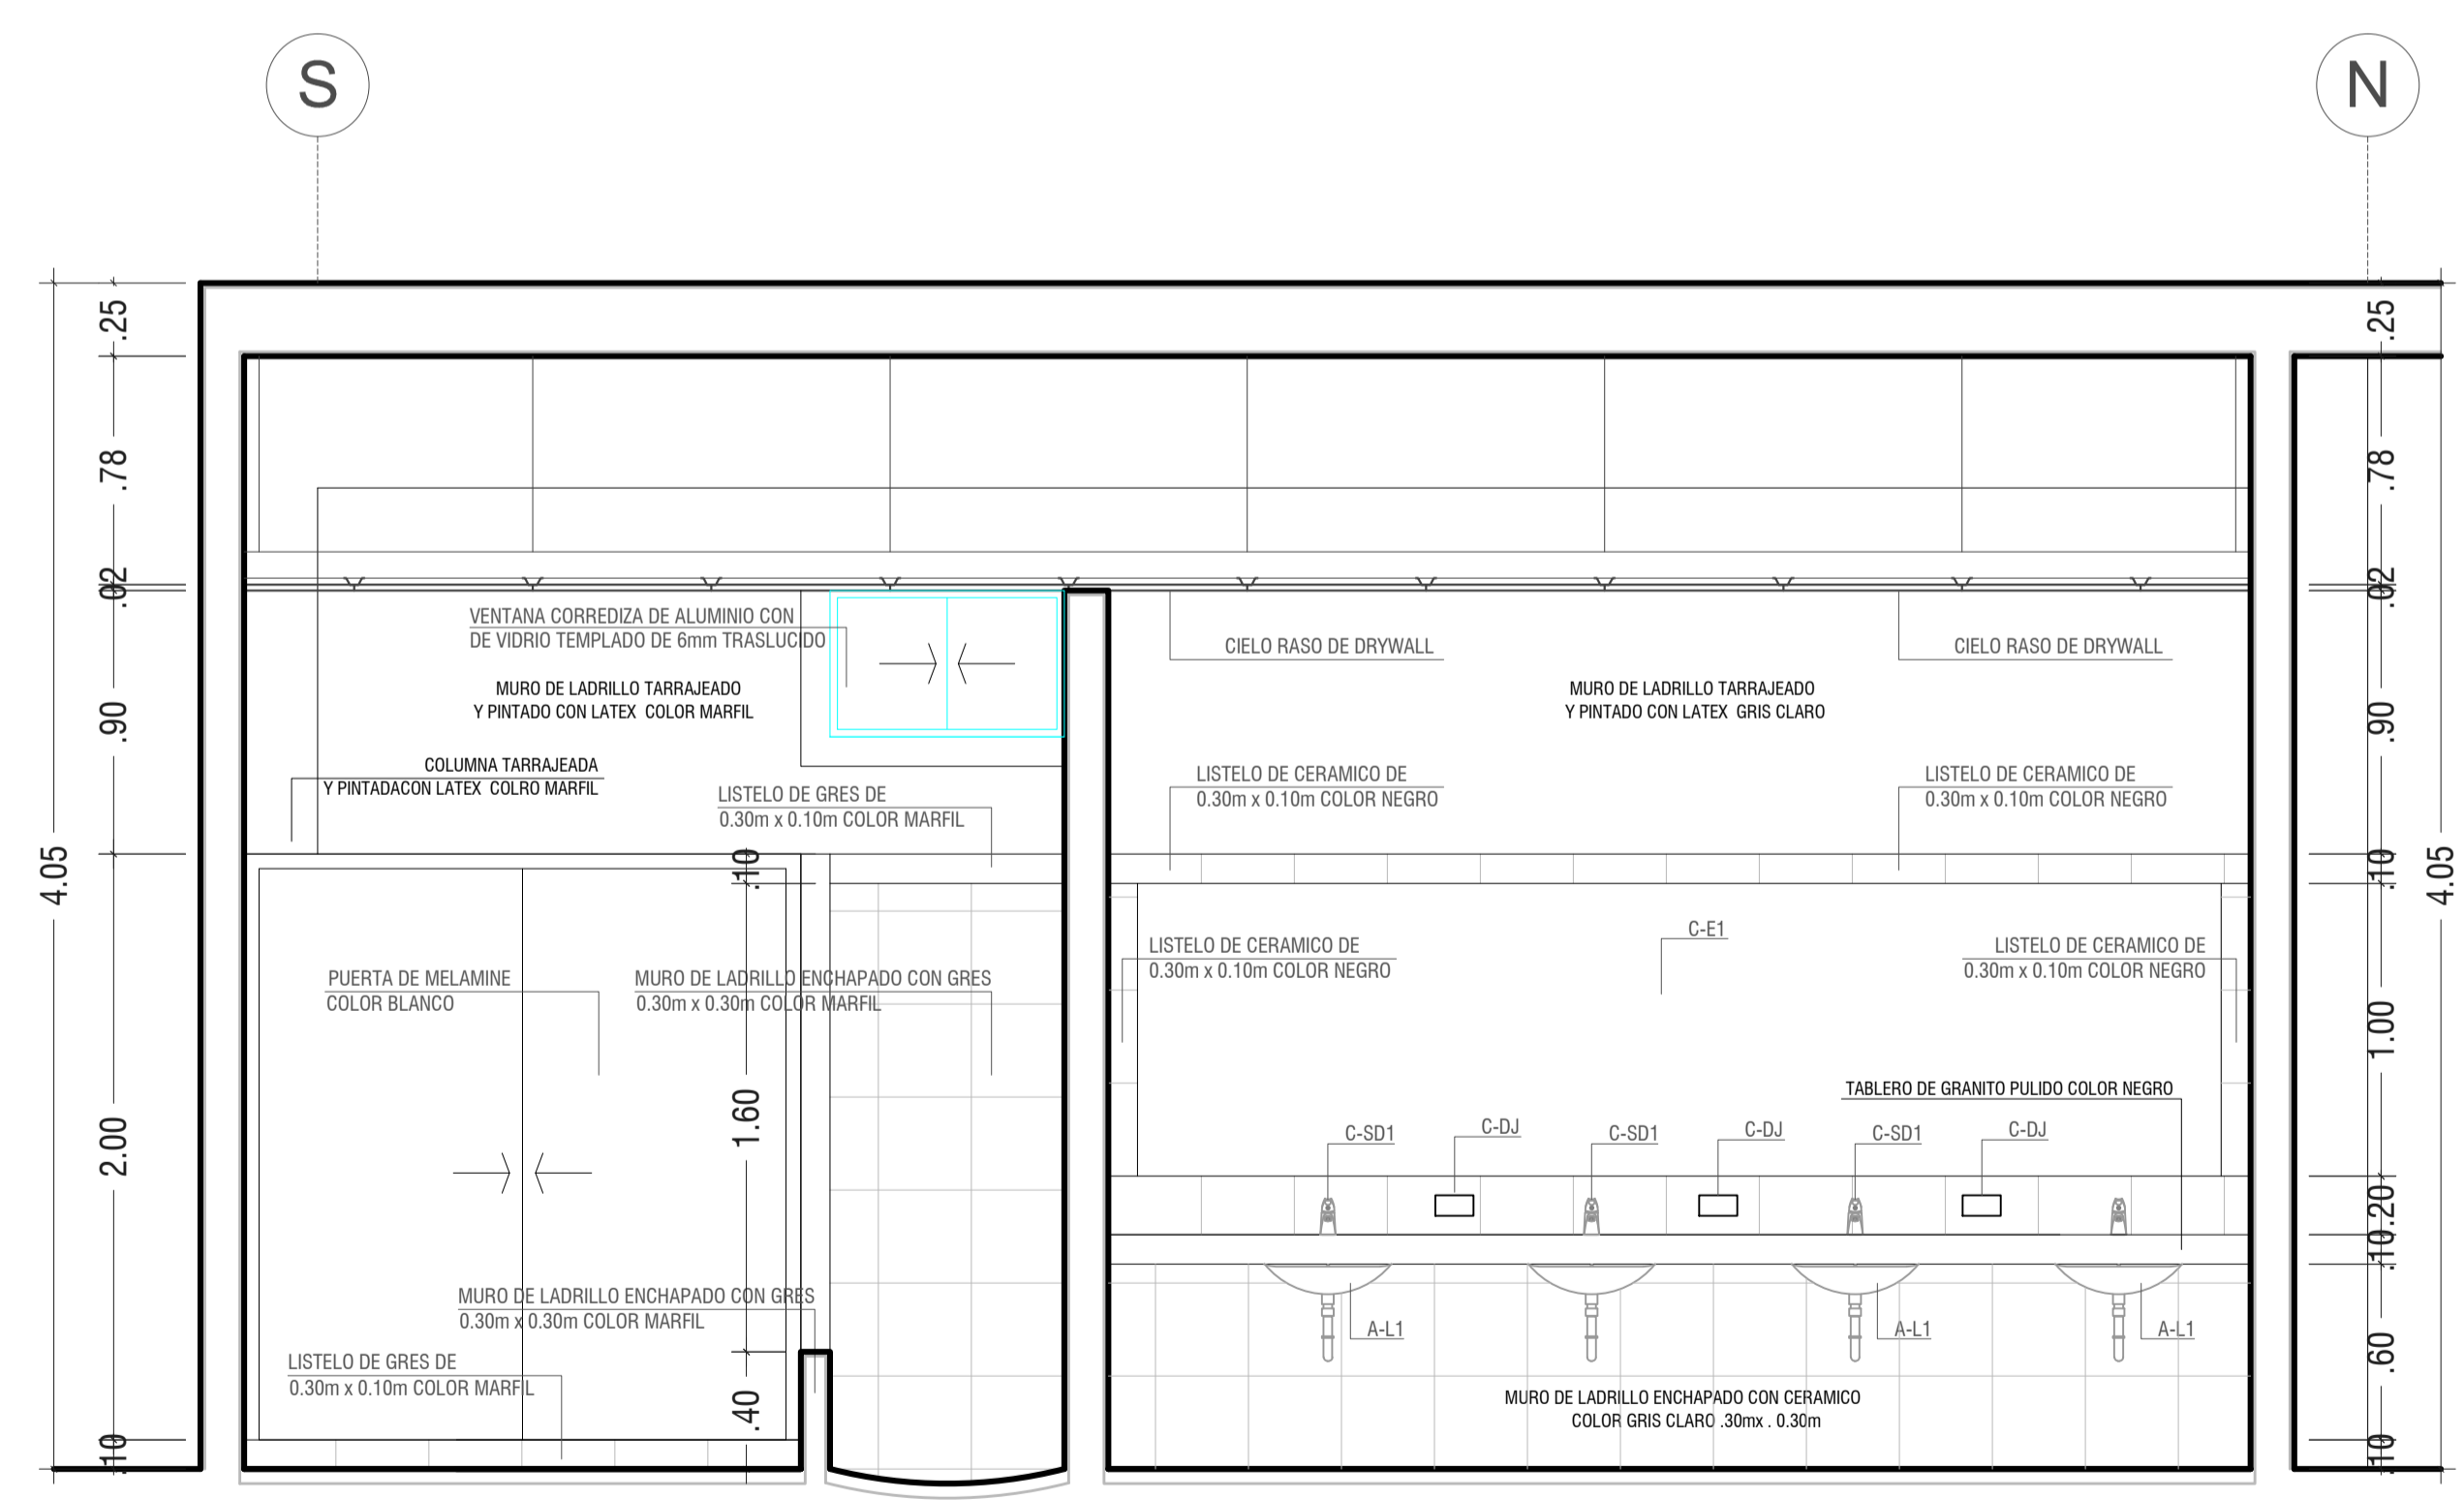 S
N
.25
.25
.78
.78
.02
.02
VENTANA CORREDIZA DE ALUMINIO CON
DE VIDRIO TEMPLADO DE 6mm TRASLUCIDO
CIELO RASO DE DRYWALL
CIELO RASO DE DRYWALL
MURO DE LADRILLO TARRAJEADO
Y PINTADO CON LATEX COLOR MARFIL
MURO DE LADRILLO TARRAJEADO
Y PINTADO CON LATEX GRIS CLARO
.90
.90
COLUMNA TARRAJEADA
Y PINTADACON LATEX COLRO MARFIL
LISTELO DE GRES DE
0.30m x 0.10m COLOR MARFIL
LISTELO DE CERAMICO DE
0.30m x 0.10m COLOR NEGRO
LISTELO DE CERAMICO DE
0.30m x 0.10m COLOR NEGRO
4.05
.10
.10
4.05
C-E1
LISTELO DE CERAMICO DE
0.30m x 0.10m COLOR NEGRO
LISTELO DE CERAMICO DE
0.30m x 0.10m COLOR NEGRO
PUERTA DE MELAMINE
COLOR BLANCO
MURO DE LADRILLO ENCHAPADO CON GRES
0.30m x 0.30m COLOR MARFIL
1.00
TABLERO DE GRANITO PULIDO COLOR NEGRO
2.00
1.60
C-SD1
C-DJ
C-SD1
C-DJ
C-SD1
C-DJ
.20
.10
MURO DE LADRILLO ENCHAPADO CON GRES
0.30m x 0.30m COLOR MARFIL
A-L1
A-L1
A-L1
.60
LISTELO DE GRES DE
0.30m x 0.10m COLOR MARFIL
.40
MURO DE LADRILLO ENCHAPADO CON CERAMICO
COLOR GRIS CLARO .30mx . 0.30m
.10
.10